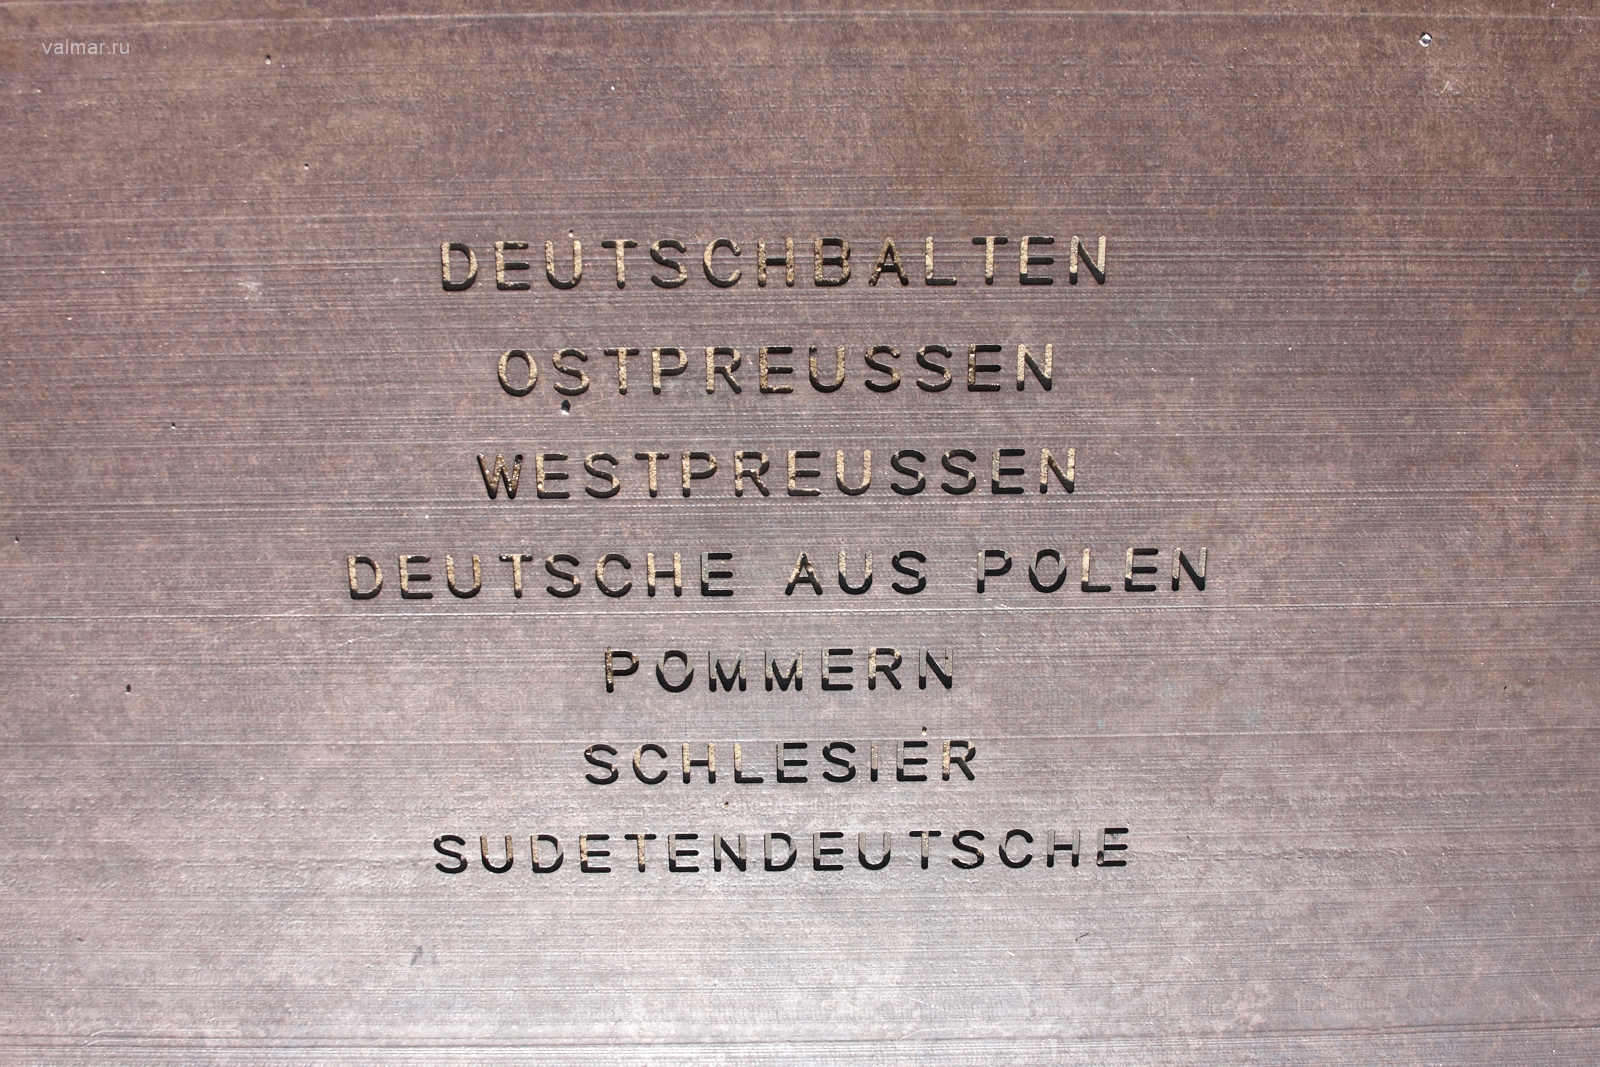 valmar.ru
DEUTSCHBALTEN
OSTPREUSSEN
WESTPREUSSEN
DEUTSCHE AUS POLEN
POMMERN
SCHLESIER
SUDETENDEUTSCHE